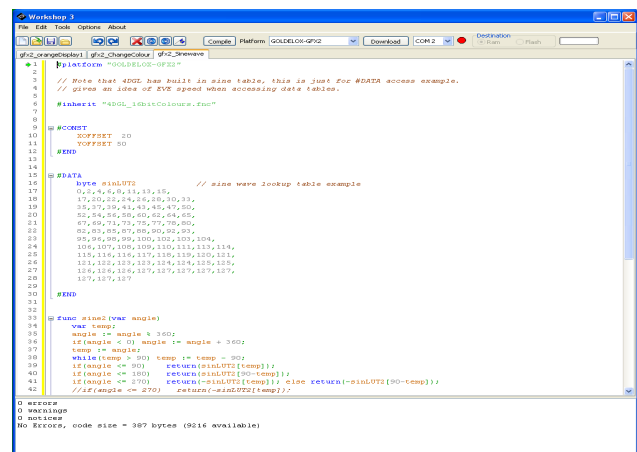 Workshop 3
File Edit Tools Options About
Compile Platform GOLDELOX-GFX2 Download COM 2 Destination Ram Flash
gfx2_orangeDisplay1 gfx2_ChangeColour gfx2_Sinewave
1 #platform "GOLDELOX-GFX2"
2
3 // Note that 4DGL has built in sine table, this is just for #DATA access example.
4 // gives an idea of EVE speed when accessing data tables.
5
6 #inherit "4DGL_16bitColours.fnc"
7
8
9 #CONST
10 XOFFSET 20
11 YOFFSET 50
12 #END
13
14
15 #DATA
16 byte sinLUT2 // sine wave lookup table example
17 0,2,4,6,8,11,13,15,
18 17,20,22,24,26,28,30,33,
19 35,37,39,41,43,45,47,50,
20 52,54,56,58,60,62,64,65,
21 67,69,71,73,75,77,78,80,
22 82,83,85,87,88,90,92,93,
23 95,96,98,99,100,102,103,104,
24 106,107,108,109,110,111,113,114,
25 115,116,116,117,118,119,120,121,
26 121,122,123,123,124,124,125,125,
27 126,126,126,127,127,127,127,127,
28 127,127,127
29
30 #END
31
32
33 func sine2(var angle)
34 var temp;
35 angle := angle % 360;
36 if(angle < 0) angle := angle + 360;
37 temp := angle;
38 while(temp > 90) temp := temp - 90;
39 if(angle <= 90) return(sinLUT2[temp]);
40 if(angle <= 180) return(sinLUT2[90-temp]);
41 if(angle <= 270) return(-sinLUT2[temp]); else return(-sinLUT2[90-temp]);
42 //if(angle <= 270) return(-sinLUT2[temp]);
0 errors
0 warnings
0 notices
No Errors, code size = 387 bytes (9216 available)